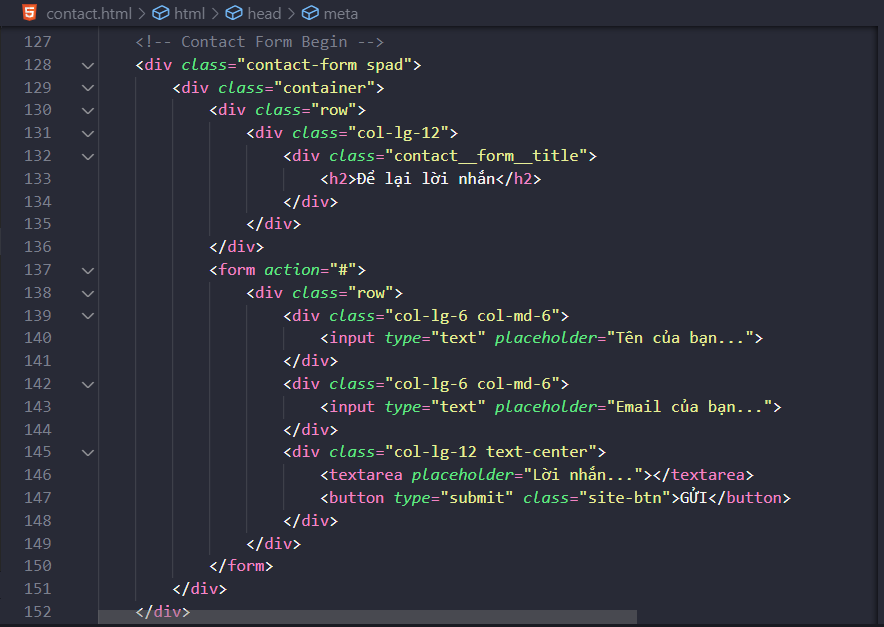 contact.html > html > head > meta
127 <!-- Contact Form Begin -->
128 <div class="contact-form spad">
129 <div class="container">
130 <div class="row">
131 <div class="col-lg-12">
132 <div class="contact__form__title">
133 <h2>Để lại lời nhắn</h2>
134 </div>
135 </div>
136 </div>
137 <form action="#">
138 <div class="row">
139 <div class="col-lg-6 col-md-6">
140 <input type="text" placeholder="Tên của bạn...">
141 </div>
142 <div class="col-lg-6 col-md-6">
143 <input type="text" placeholder="Email của bạn...">
144 </div>
145 <div class="col-lg-12 text-center">
146 <textarea placeholder="Lời nhắn..."></textarea>
147 <button type="submit" class="site-btn">GỬI</button>
148 </div>
149 </div>
150 </form>
151 </div>
152 </div>